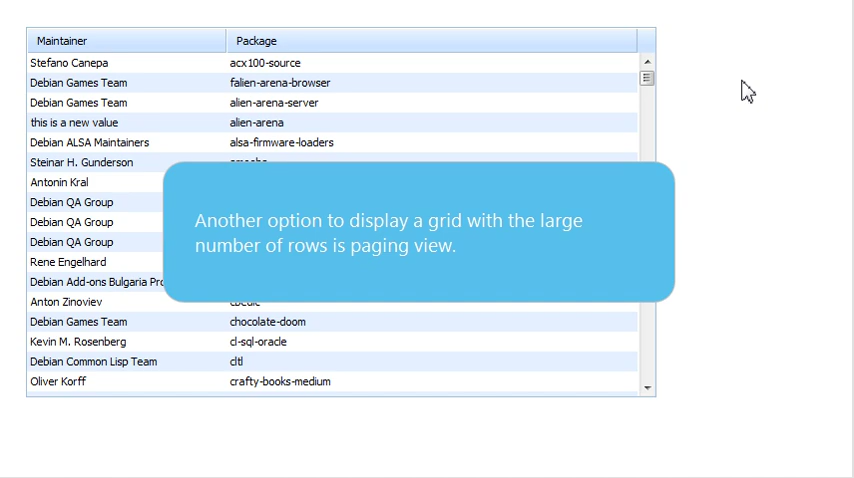 Maintainer Package
Stefano Canepa acx100-source
Debian Games Team falien-arena-browser
Debian Games Team alien-arena-server
this is a new value alien-arena
Debian ALSA Maintainers alsa-firmware-loaders
Steinar H. Gunderson
Antonin Kral
Debian QA Group
Another option to display a grid with the large
Debian QA Group
number of rows is paging view.
Debian QA Group
Rene Engelhard
Debian Add-ons Bulgaria
Anton Zinoviev
Debian Games Team chocolate-doom
Kevin M. Rosenberg cl-sql-oracle
Debian Common Lisp Team cltl
Oliver Korff crafty-books-medium